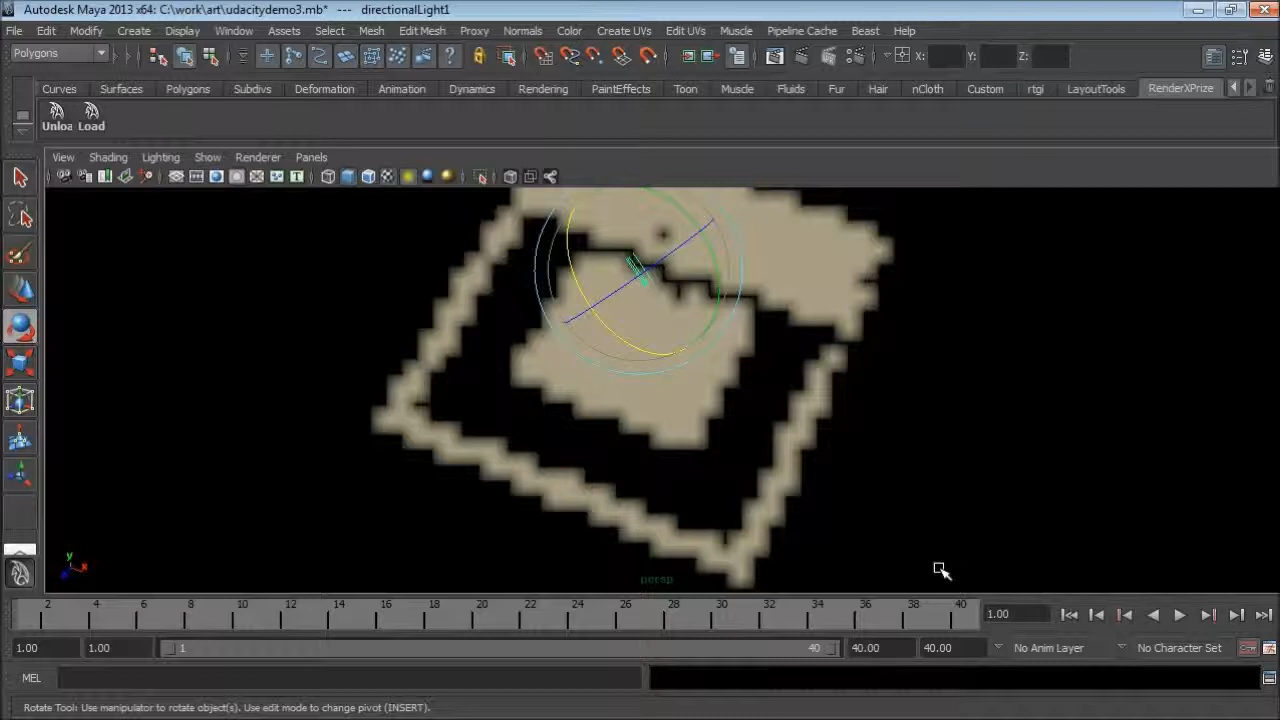 Autodesk Maya 2013 x64: C:\work\art\udacitydemo3.mb* --- directionalLight1
File Edit Modify Create Display Window Assets Select Mesh Edit Mesh Proxy Normals Color Create UVs Edit UVs Muscle Pipeline Cache Beast Help
Polygons X: Y: Z:
Curves Surfaces Polygons Subdivs Deformation Animation Dynamics Rendering PaintEffects Toon Muscle Fluids Fur Hair nCloth Custom rtgi LayoutTools RenderXPrize
Unloa Load
View Shading Lighting Show Renderer Panels
y
x
z
persp
2 4 6 8 10 12 14 16 18 20 22 24 26 28 30 32 34 36 38 40 1.00
1.00 1.00 1 40 40.00 40.00 No Anim Layer No Character Set
MEL
Rotate Tool: Use manipulator to rotate object(s). Use edit mode to change pivot (INSERT).